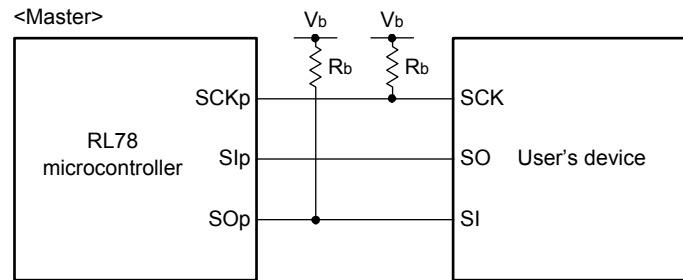 <Master>
Vb Vb
Rb Rb
SCKp SCK
RL78
microcontroller
SIp SO
User's device
SOp SI